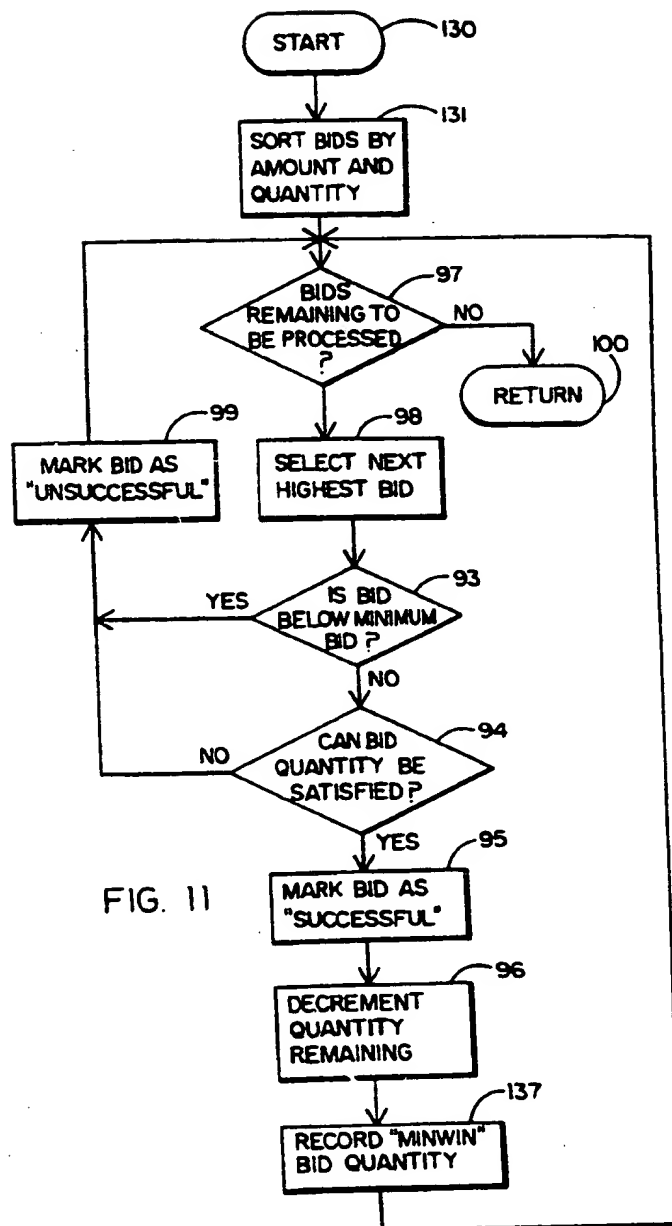 START
130
131
SORT BIDS BY
AMOUNT AND
QUANTITY
97
BIDS
REMAINING TO
BE PROCESSED
?
NO
100
RETURN
99
MARK BID AS
"UNSUCCESSFUL"
98
SELECT NEXT
HIGHEST BID
93
YES
IS BID
BELOW MINIMUM
BID ?
NO
94
NO
CAN BID
QUANTITY BE
SATISFIED?
YES
95
FIG. 11
MARK BID AS
"SUCCESSFUL"
96
DECREMENT
QUANTITY
REMAINING
137
RECORD "MINWIN"
BID QUANTITY